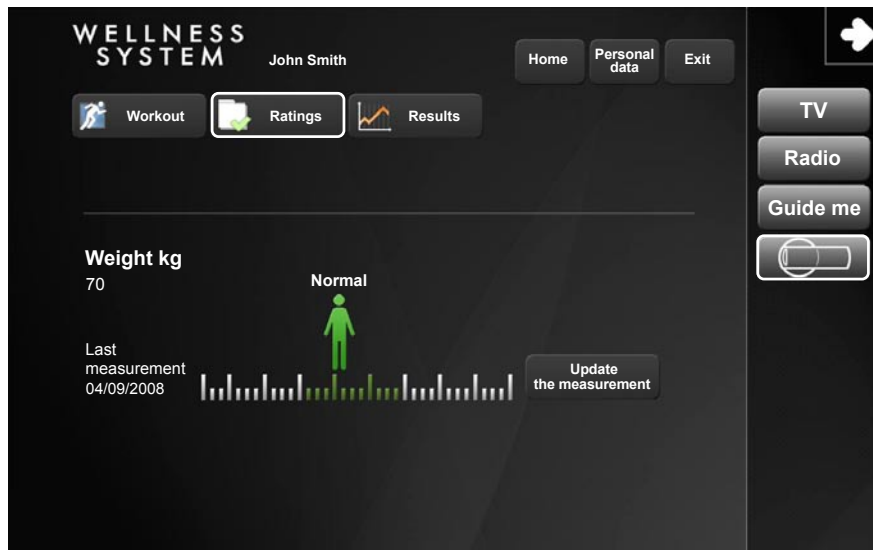 WELLNESS
SYSTEM
John Smith
Home
Personal
data
Exit
Workout
Ratings
Results
TV
Radio
Guide me
Weight kg
70
Normal
Last
measurement
04/09/2008
Update
the measurement